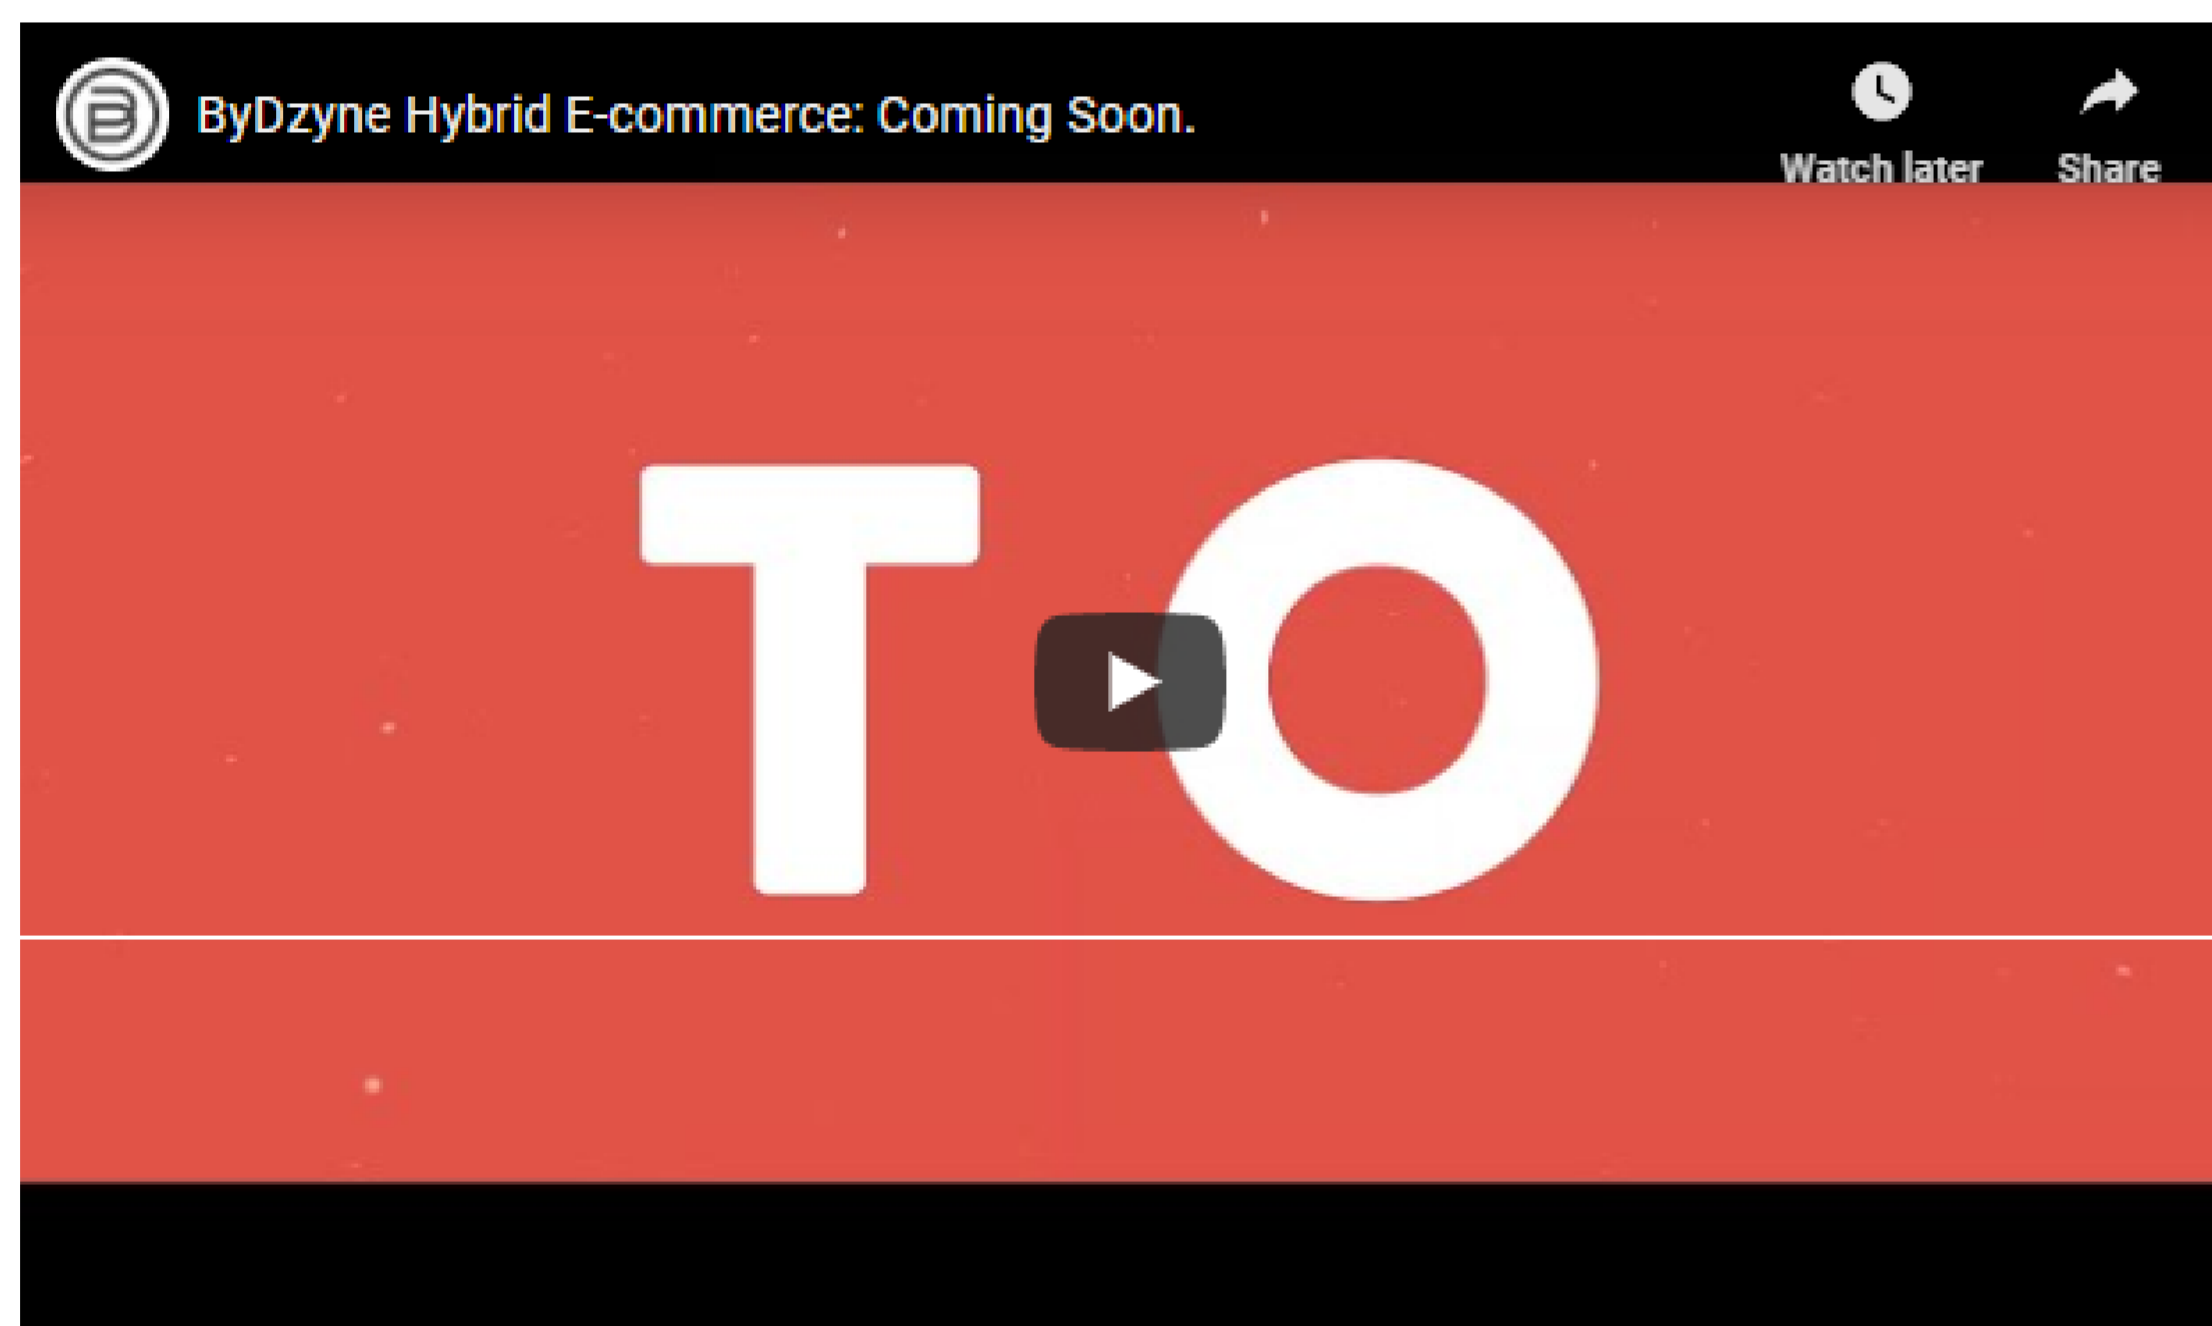 ByDzyne Hybrid E-commerce: Coming Soon.
Watch later
Share
TO